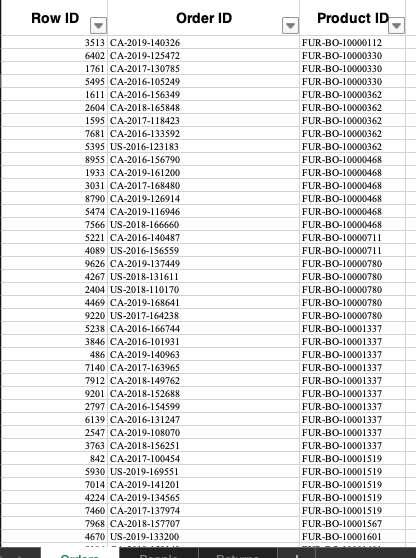 Row ID Order ID Product ID
3513 CA-2019-140326 FUR-BO-10000112
6402 CA-2019-125472 FUR-BO-10000330
1761 CA-2017-130785 FUR-BO-10000330
5495 CA-2016-105249 FUR-BO-10000330
1611 CA-2016-156349 FUR-BO-10000362
2604 CA-2018-165848 FUR-BO-10000362
1595 CA-2017-118423 FUR-BO-10000362
7681 CA-2016-133592 FUR-BO-10000362
5395 US-2016-123183 FUR-BO-10000362
8955 CA-2016-156790 FUR-BO-10000468
1933 CA-2019-161200 FUR-BO-10000468
3031 CA-2017-168480 FUR-BO-10000468
8790 CA-2019-126914 FUR-BO-10000468
5474 CA-2019-116946 FUR-BO-10000468
7566 US-2018-166660 FUR-BO-10000468
5221 CA-2016-140487 FUR-BO-10000711
4089 US-2016-156559 FUR-BO-10000711
9626 CA-2019-137449 FUR-BO-10000780
4267 US-2018-131611 FUR-BO-10000780
2404 US-2018-110170 FUR-BO-10000780
4469 CA-2019-168641 FUR-BO-10000780
9220 US-2017-164238 FUR-BO-10000780
5238 CA-2016-166744 FUR-BO-10001337
3846 CA-2016-101931 FUR-BO-10001337
486 CA-2019-140963 FUR-BO-10001337
7140 CA-2017-163965 FUR-BO-10001337
7912 CA-2018-149762 FUR-BO-10001337
9201 CA-2018-152688 FUR-BO-10001337
2797 CA-2016-154599 FUR-BO-10001337
6139 CA-2016-131247 FUR-BO-10001337
2547 CA-2019-108070 FUR-BO-10001337
3763 CA-2018-156251 FUR-BO-10001337
842 CA-2017-100454 FUR-BO-10001519
5930 US-2019-169551 FUR-BO-10001519
7014 CA-2019-141201 FUR-BO-10001519
4224 CA-2019-134565 FUR-BO-10001519
7460 CA-2017-137974 FUR-BO-10001519
7968 CA-2018-157707 FUR-BO-10001567
4670 US-2019-133200 FUR-BO-10001601
Orders People Returns